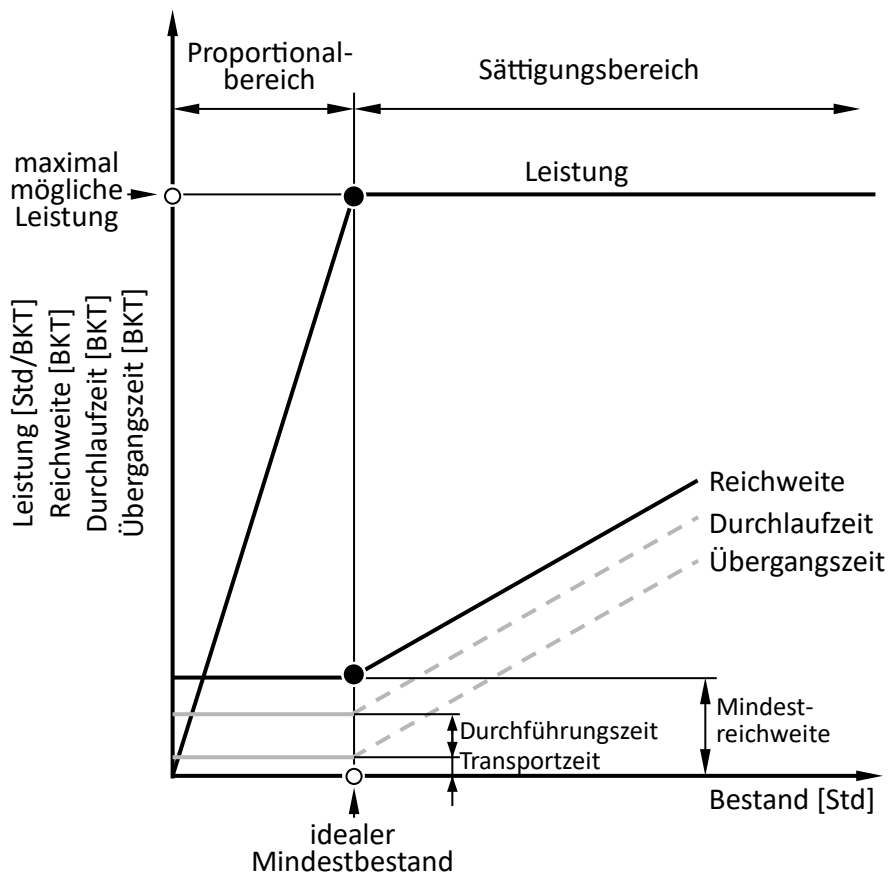 Proportional-
bereich
Sättigungsbereich
maximal
mögliche
Leistung
Leistung
Leistung [Std/BKT]
Reichweite [BKT]
Durchlaufzeit [BKT]
Übergangszeit [BKT]
Reichweite
Durchlaufzeit
Übergangszeit
Durchführungszeit
Transportzeit
Mindest-
reichweite
Bestand [Std]
idealer
Mindestbestand